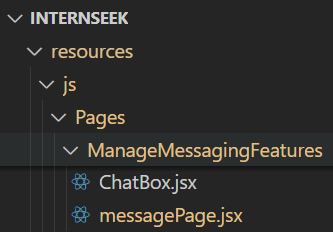 INTERNSEEK
resources
js
Pages
ManageMessagingFeatures
ChatBox.jsx
messagePage.jsx